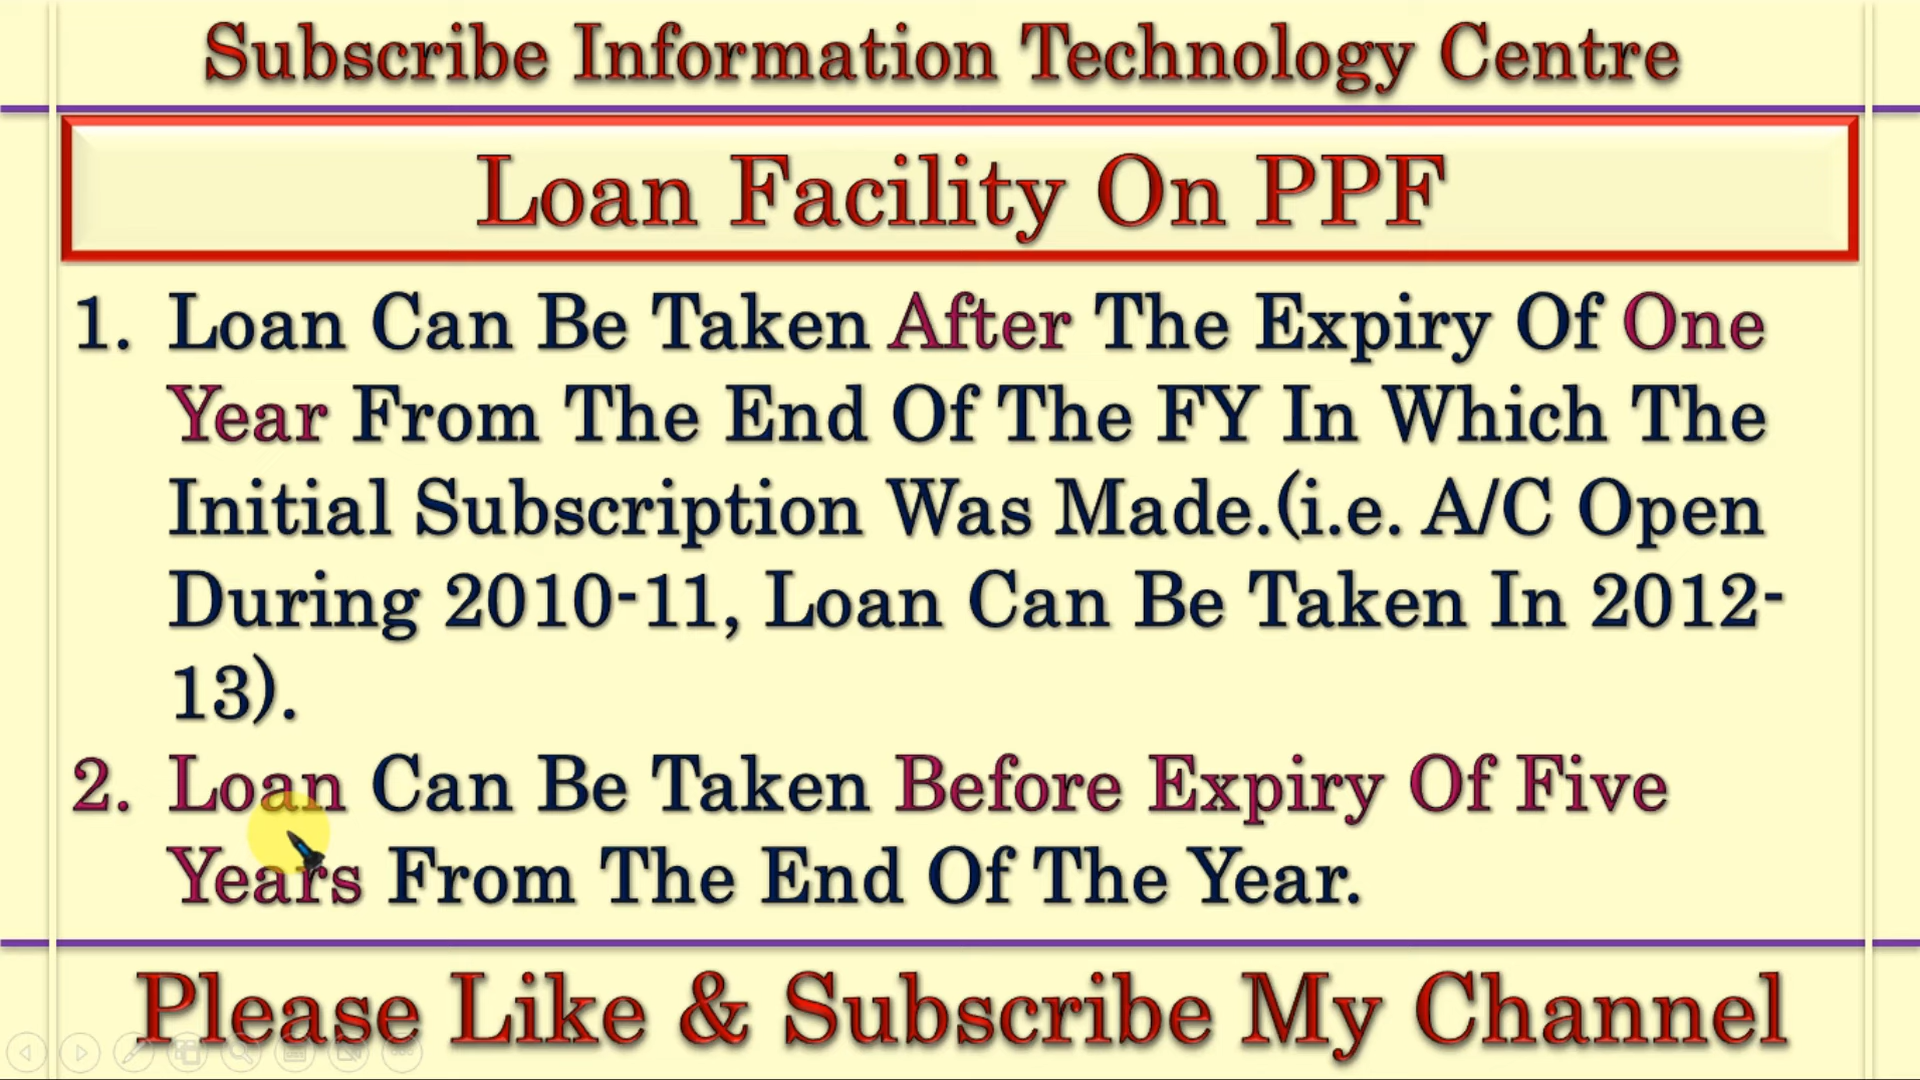 Subscribe Information Technology Centre
Loan Facility On PPF
1. Loan Can Be Taken After The Expiry Of One
Year From The End Of The FY In Which The
Initial Subscription Was Made.(i.e. A/C Open
During 2010-11, Loan Can Be Taken In 2012-
13).
2. Loan Can Be Taken Before Expiry Of Five
Years From The End Of The Year.
Please Like & Subscribe My Channel